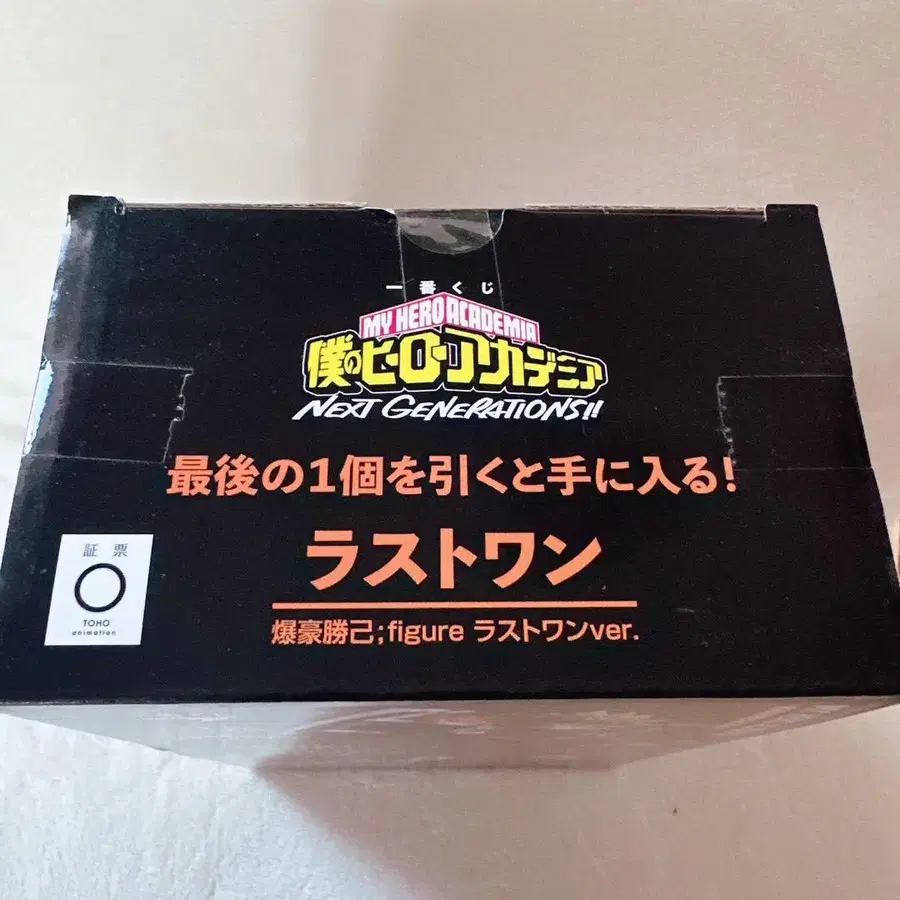 一番くじ
MY HERO ACADEMIA
僕のヒーローアカデミア
NEXT GENERATIONS!!
最後の1個を引くと手に入る!
ラストワン
爆豪勝己;figure ラストワンver.
証票
TOHO
animation